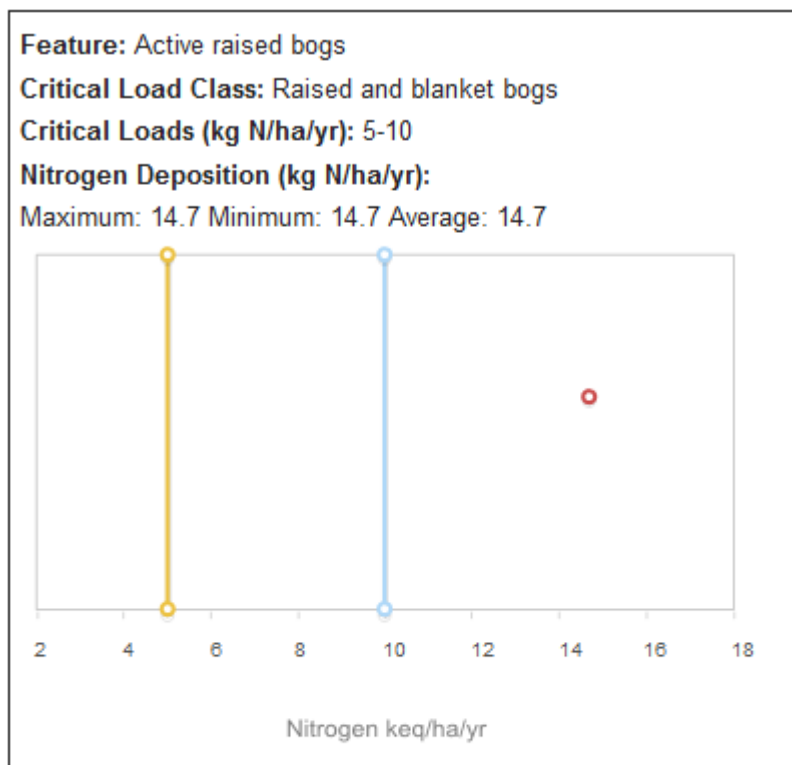 Feature: Active raised bogs
Critical Load Class: Raised and blanket bogs
Critical Loads (kg N/ha/yr): 5-10
Nitrogen Deposition (kg N/ha/yr):
Maximum: 14.7 Minimum: 14.7 Average: 14.7
2 4 6 8 10 12 14 16 18
Nitrogen keq/ha/yr